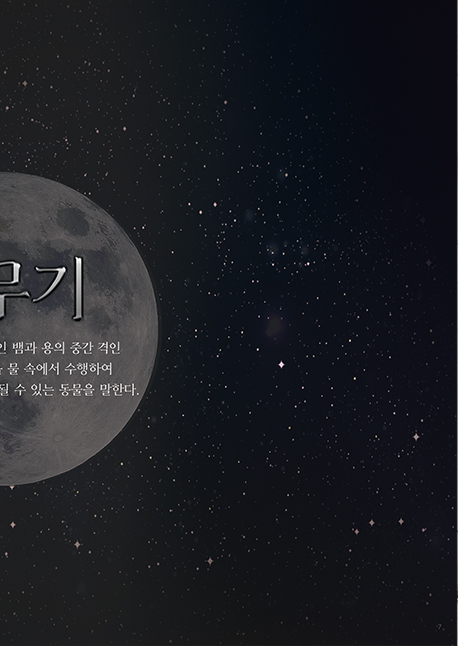 무기
인 뱀과 용의 중간 격인
물 속에서 수행하여
될 수 있는 동물을 말한다.